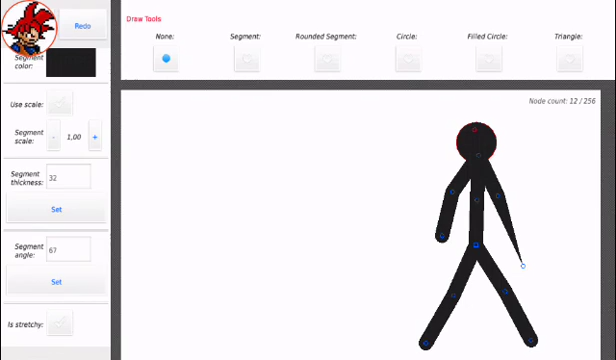 Redo
Draw Tools
None:
Segment:
Rounded Segment:
Circle:
Filled Circle:
Triangle:
Segment
color:
Node count: 12 / 256
Use scale:
Segment
scale:
-
1,00
+
Segment
thickness:
32
Set
Segment
angle:
67
Set
Is stretchy: